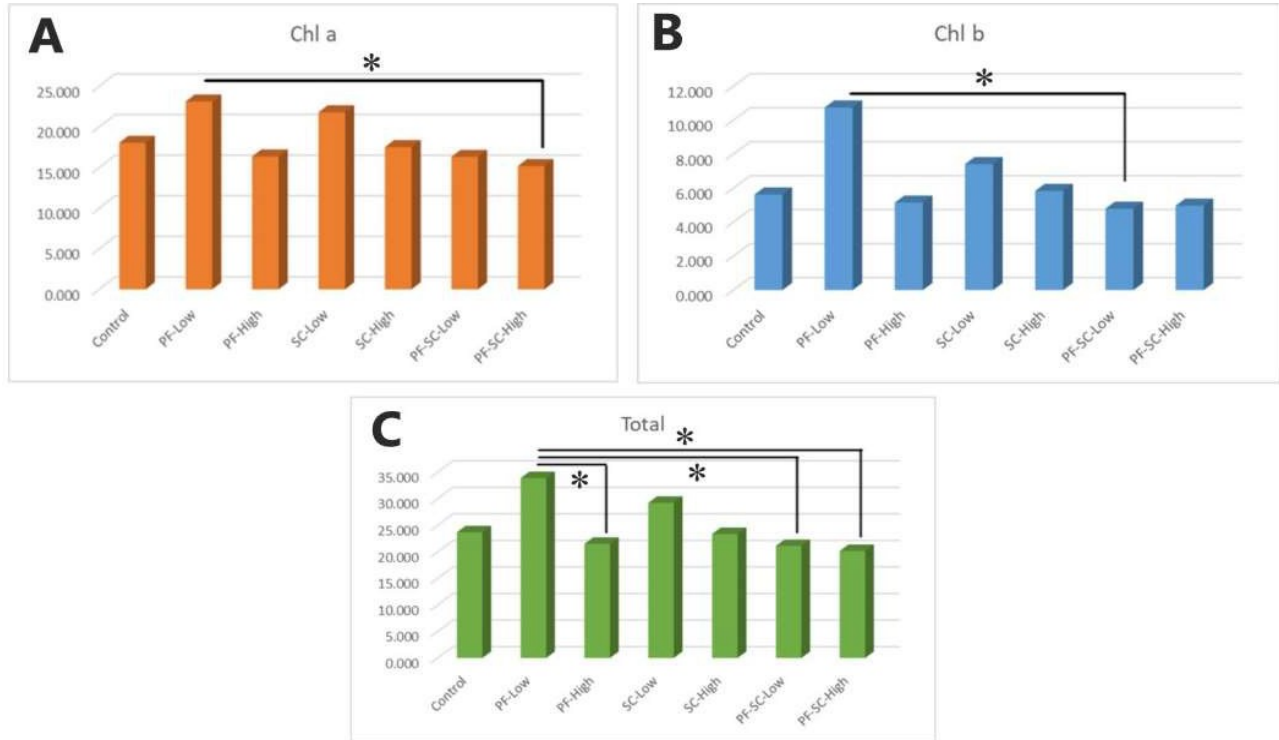 A
Chl a
*
25.000
20.000
15.000
10.000
5.000
0.000
Control
PF-Low
PF-High
SC-Low
SC-High
PF-SC-Low
PF-SC-High
B
Chl b
*
12.000
10.000
8.000
6.000
4.000
2.000
0.000
Control
PF-Low
PF-High
SC-Low
SC-High
PF-SC-Low
PF-SC-High
C
Total
*
*
*
35.000
30.000
25.000
20.000
15.000
10.000
5.000
0.000
Control
PF-Low
PF-High
SC-Low
SC-High
PF-SC-Low
PF-SC-High